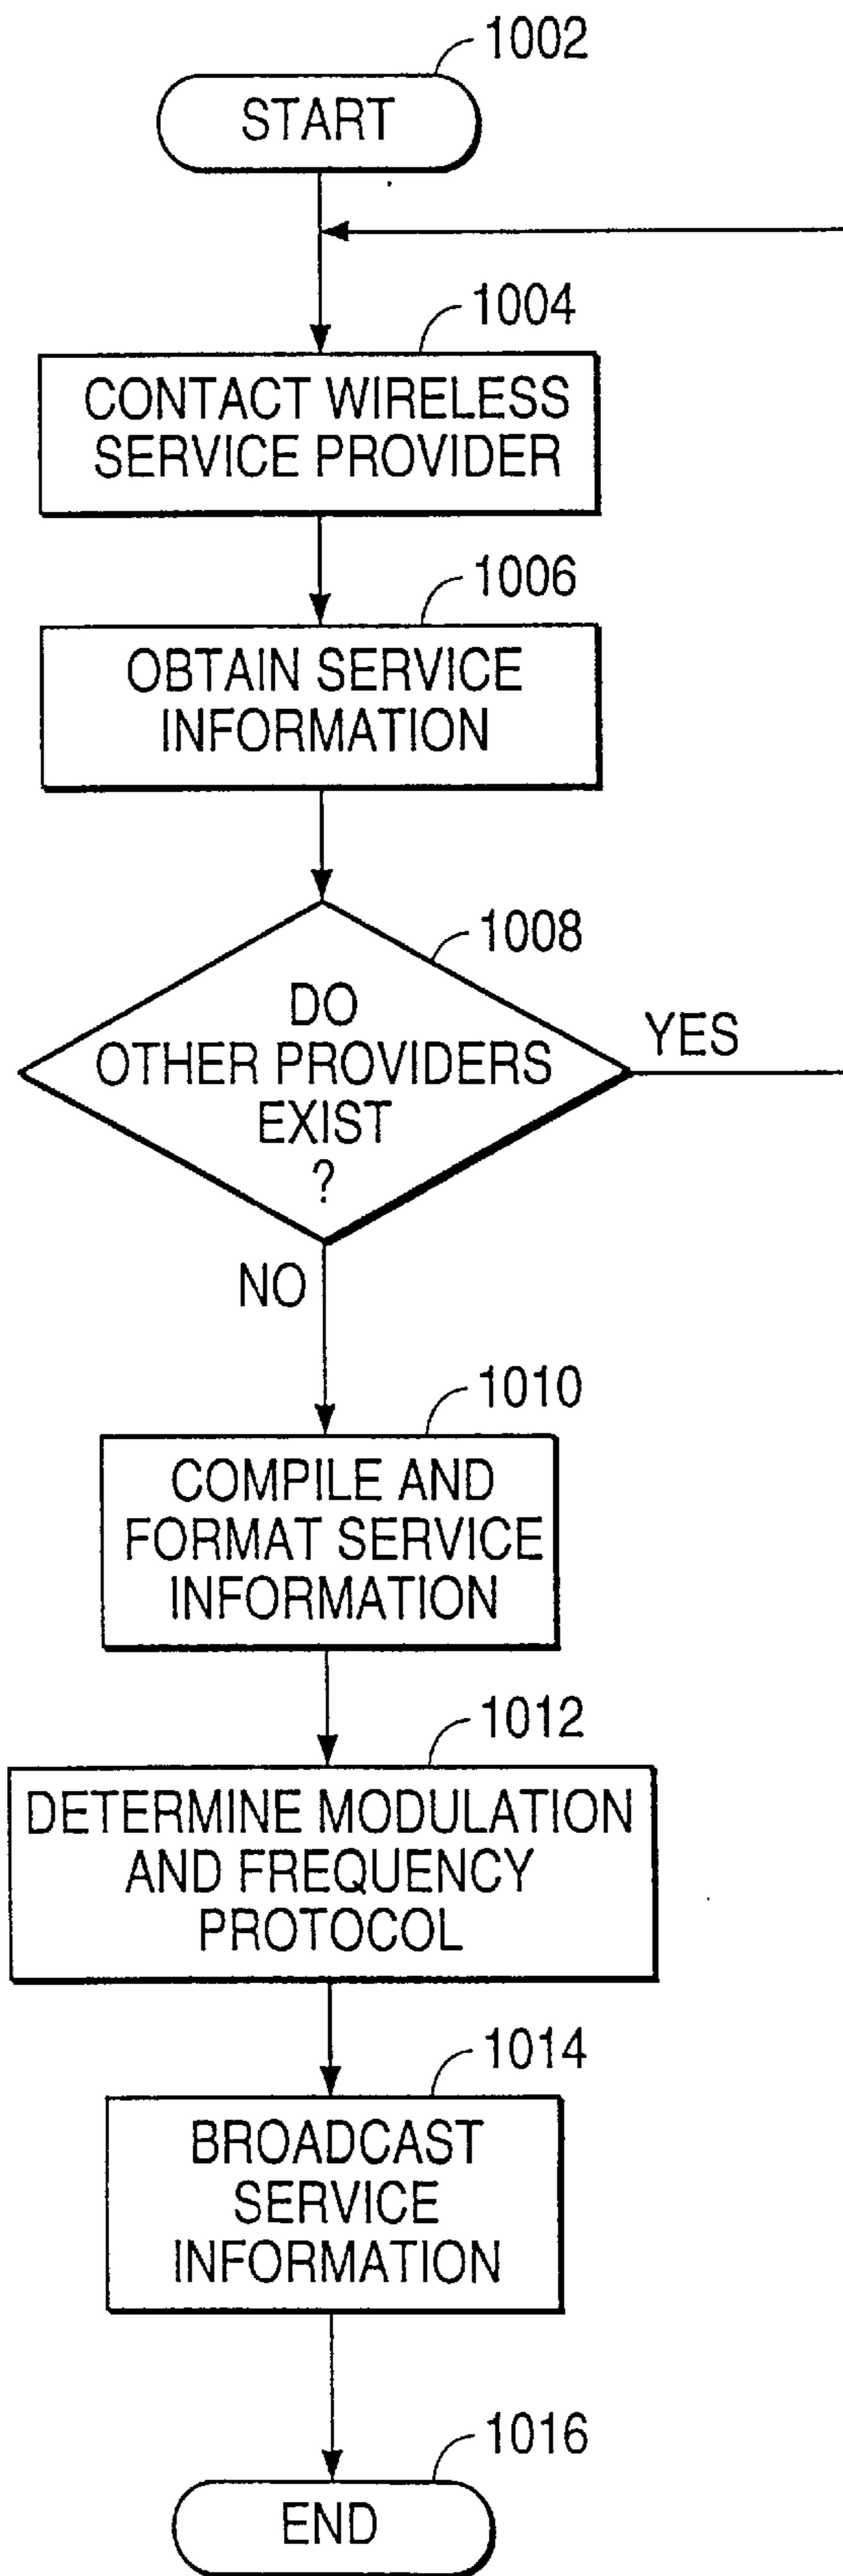 1002
START
1004
CONTACT WIRELESS
SERVICE PROVIDER
1006
OBTAIN SERVICE
INFORMATION
1008
DO
OTHER PROVIDERS
EXIST
?
YES
NO
1010
COMPILE AND
FORMAT SERVICE
INFORMATION
1012
DETERMINE MODULATION
AND FREQUENCY
PROTOCOL
1014
BROADCAST
SERVICE
INFORMATION
1016
END